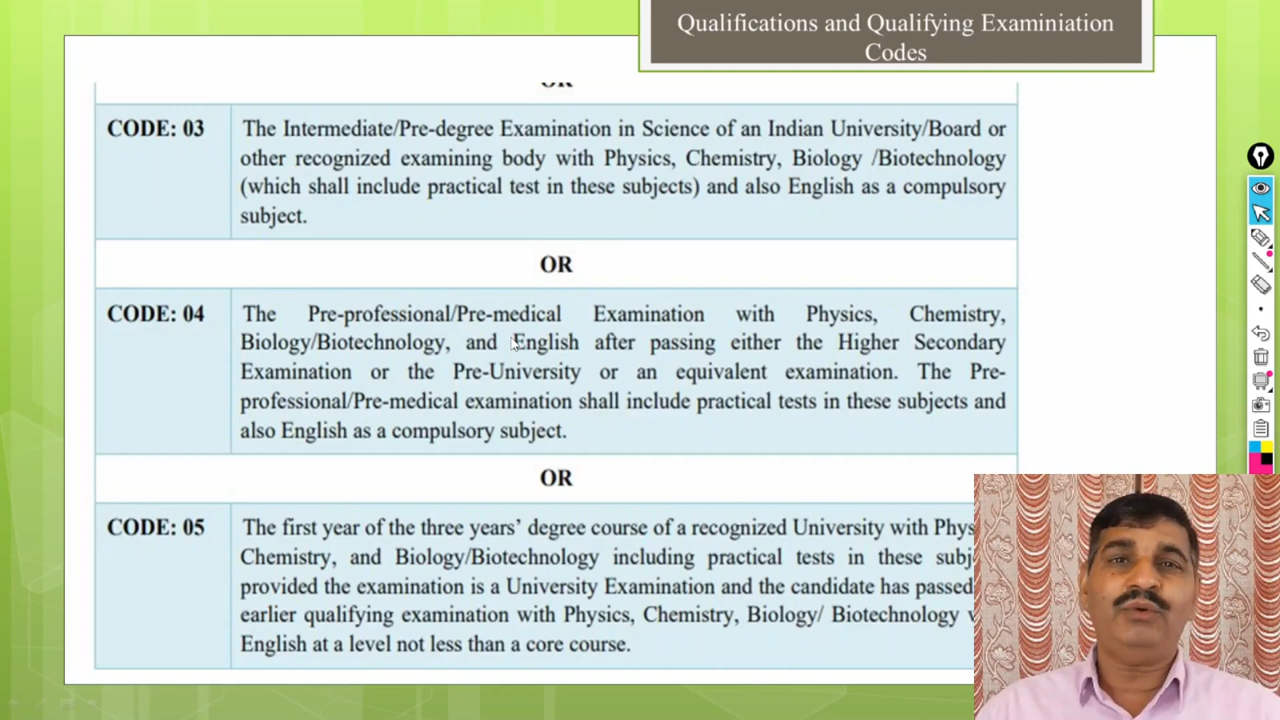 Qualifications and Qualifying Examiniation
Codes
OR
CODE: 03
The Intermediate/Pre-degree Examination in Science of an Indian University/Board or
other recognized examining body with Physics, Chemistry, Biology /Biotechnology
(which shall include practical test in these subjects) and also English as a compulsory
subject.
OR
CODE: 04
The Pre-professional/Pre-medical Examination with Physics, Chemistry,
Biology/Biotechnology, and English after passing either the Higher Secondary
Examination or the Pre-University or an equivalent examination. The Pre-
professional/Pre-medical examination shall include practical tests in these subjects and
also English as a compulsory subject.
OR
CODE: 05
The first year of the three years’ degree course of a recognized University with
Chemistry, and Biology/Biotechnology including practical tests in these
provided the examination is a University Examination and the candidate has passed
earlier qualifying examination with Physics, Chemistry, Biology/ Biotechnology
English at a level not less than a core course.